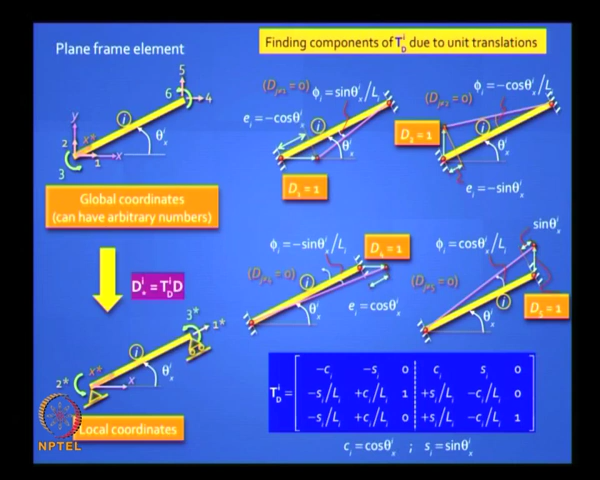 Plane frame element
Finding components of T_D^i due to unit translations
5
6
4
i
y
x*
2
θ_x^i
1
x
3
Global coordinates
(can have arbitrary numbers)
D_*^i = T_D^i D
3*
1*
i
x*
2*
x
θ_x^i
Local coordinates
NPTEL
(D_j≠1 = 0)
ϕ_i = sinθ_x^i/L_i
e_i = −cosθ_x^i
i
θ_x^i
D_1 = 1
(D_j≠2 = 0)
ϕ_i = −cosθ_x^i/L_i
D_2 = 1
i
θ_x^i
e_i = −sinθ_x^i
ϕ_i = −sinθ_x^i/L_i
D_4 = 1
(D_j≠4 = 0)
i
θ_x^i
e_i = cosθ_x^i
ϕ_i = cosθ_x^i/L_i
sinθ_x^i
(D_j≠5 = 0)
i
θ_x^i
D_5 = 1
T_D^i =
−c_i −s_i 0 c_i s_i 0
−s_i/L_i +c_i/L_i 1 +s_i/L_i −c_i/L_i 0
−s_i/L_i +c_i/L_i 0 +s_i/L_i −c_i/L_i 1
c_i = cosθ_x^i ; s_i = sinθ_x^i